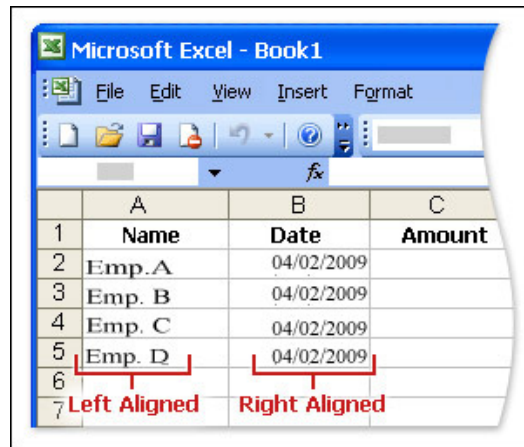 Microsoft Excel - Book1
File Edit View Insert Format
fx
A B C
1 Name Date Amount
2 Emp.A 04/02/2009
3 Emp. B 04/02/2009
4 Emp. C 04/02/2009
5 Emp. D 04/02/2009
6
7 Left Aligned Right Aligned